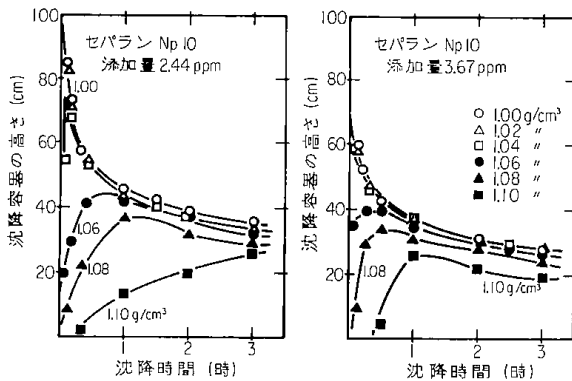 セパラン Np10
添加量 2.44 ppm
沈降容器の高さ (cm)
100
80
60
40
20
1.00
1.06
1.08
1.10g/cm³
0
1
2
3
沈降時間(時)
セパラン Np10
添加量 3.67 ppm
沈降容器の高さ (cm)
80
60
40
20
○ 1.00g/cm³
△ 1.02 〃
□ 1.04 〃
● 1.06 〃
▲ 1.08 〃
■ 1.10 〃
1.08
1.10g/cm³
0
1
2
3
沈降時間(時)